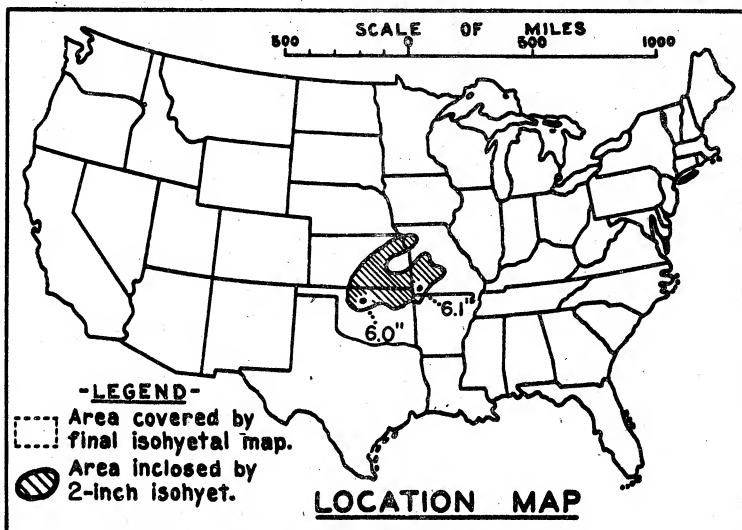 SCALE OF MILES
500 0 500 1000
6.1"
6.0"
-LEGEND-
Area covered by
final isohyetal map.
Area inclosed by
2-inch isohyet.
LOCATION MAP